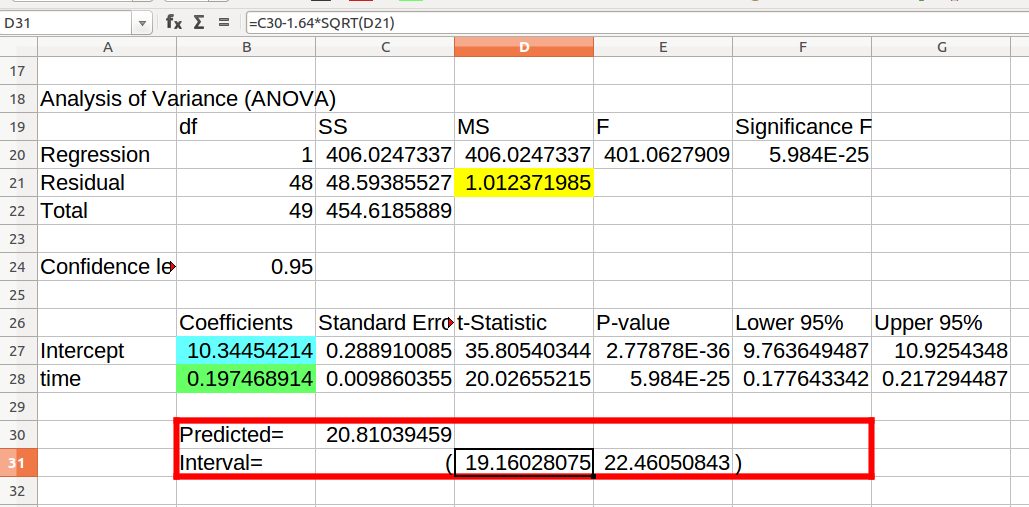 D31 fx Σ = =C30-1.64*SQRT(D21)
A B C D E F G
17
18 Analysis of Variance (ANOVA)
19 df SS MS F Significance F
20 Regression 1 406.0247337 406.0247337 401.0627909 5.984E-25
21 Residual 48 48.59385527 1.012371985
22 Total 49 454.6185889
23
24 Confidence le 0.95
25
26 Coefficients Standard Erro t-Statistic P-value Lower 95% Upper 95%
27 Intercept 10.34454214 0.288910085 35.80540344 2.77878E-36 9.763649487 10.9254348
28 time 0.197468914 0.009860355 20.02655215 5.984E-25 0.177643342 0.217294487
29
30 Predicted= 20.81039459
31 Interval= ( 19.16028075 22.46050843 )
32